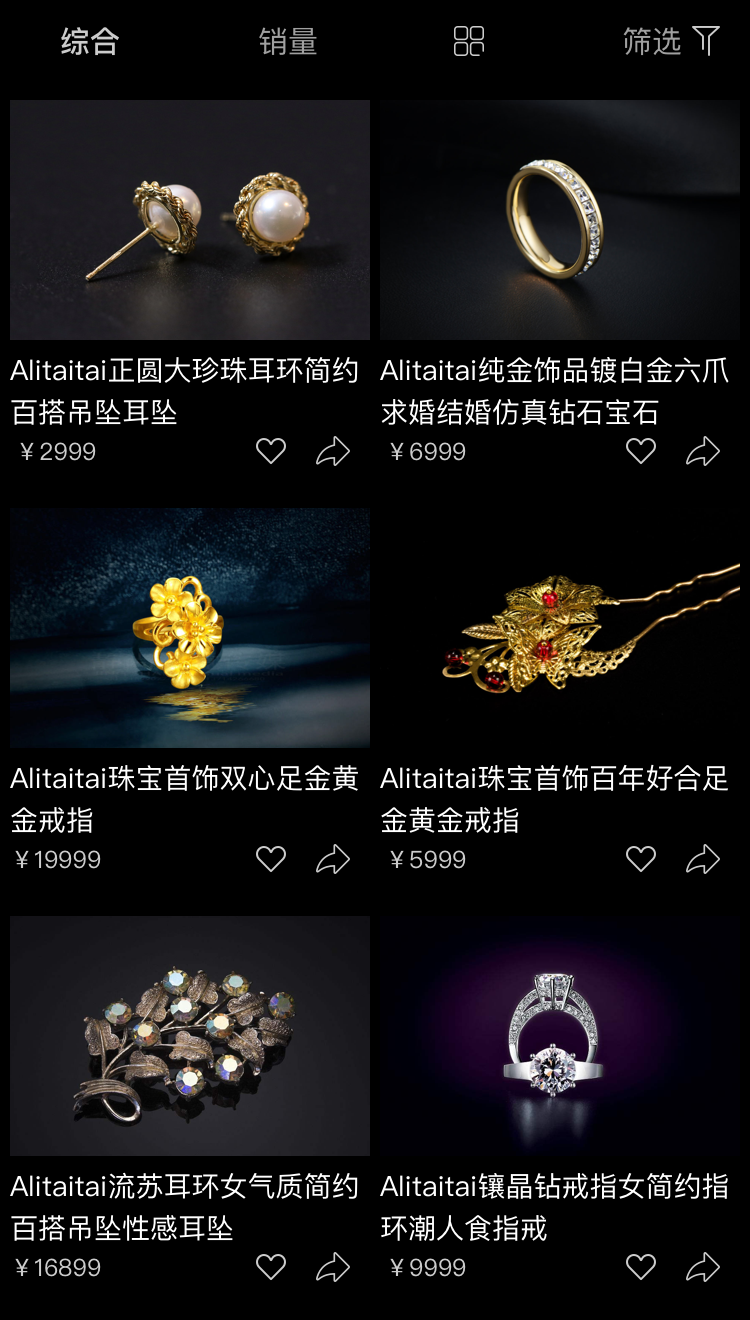 综合
销量
筛选
Alitaitai正圆大珍珠耳环简约
百搭吊坠耳坠
￥2999
Alitaitai纯金饰品镀白金六爪
求婚结婚仿真钻石宝石
￥6999
Alitaitai珠宝首饰双心足金黄
金戒指
￥19999
Alitaitai珠宝首饰百年好合足
金黄金戒指
￥5999
Alitaitai流苏耳环女气质简约
百搭吊坠性感耳坠
￥16899
Alitaitai镶晶钻戒指女简约指
环潮人食指戒
￥9999